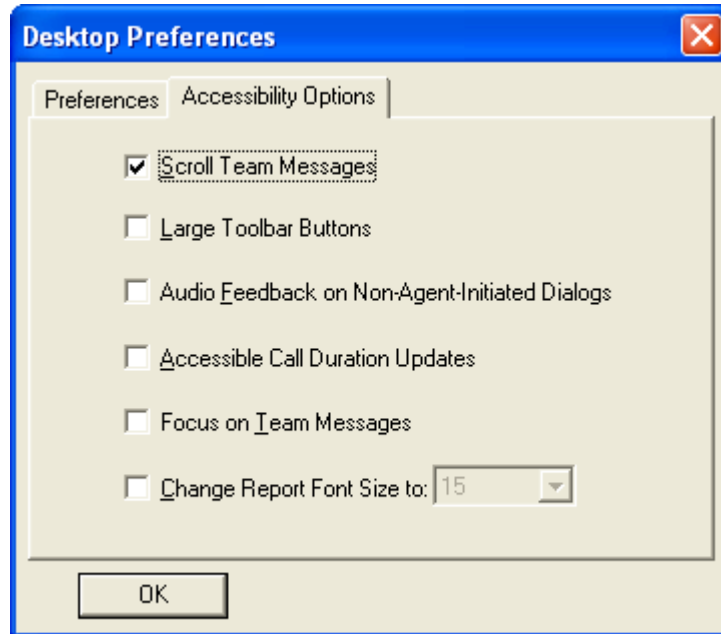 Desktop Preferences
Preferences Accessibility Options
Scroll Team Messages
Large Toolbar Buttons
Audio Feedback on Non-Agent-Initiated Dialogs
Accessible Call Duration Updates
Focus on Team Messages
Change Report Font Size to: 15
OK